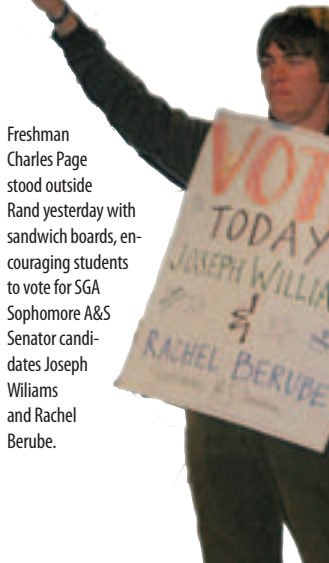 Freshman
Charles Page
stood outside
Rand yesterday with
sandwich boards, en-
couraging students
to vote for SGA
Sophomore A&S
Senator candi-
dates Joseph
Wiliams
and Rachel
Berube.
VOT
TODAY
JOSEPH WILLIA
&
RACHEL BERUBE